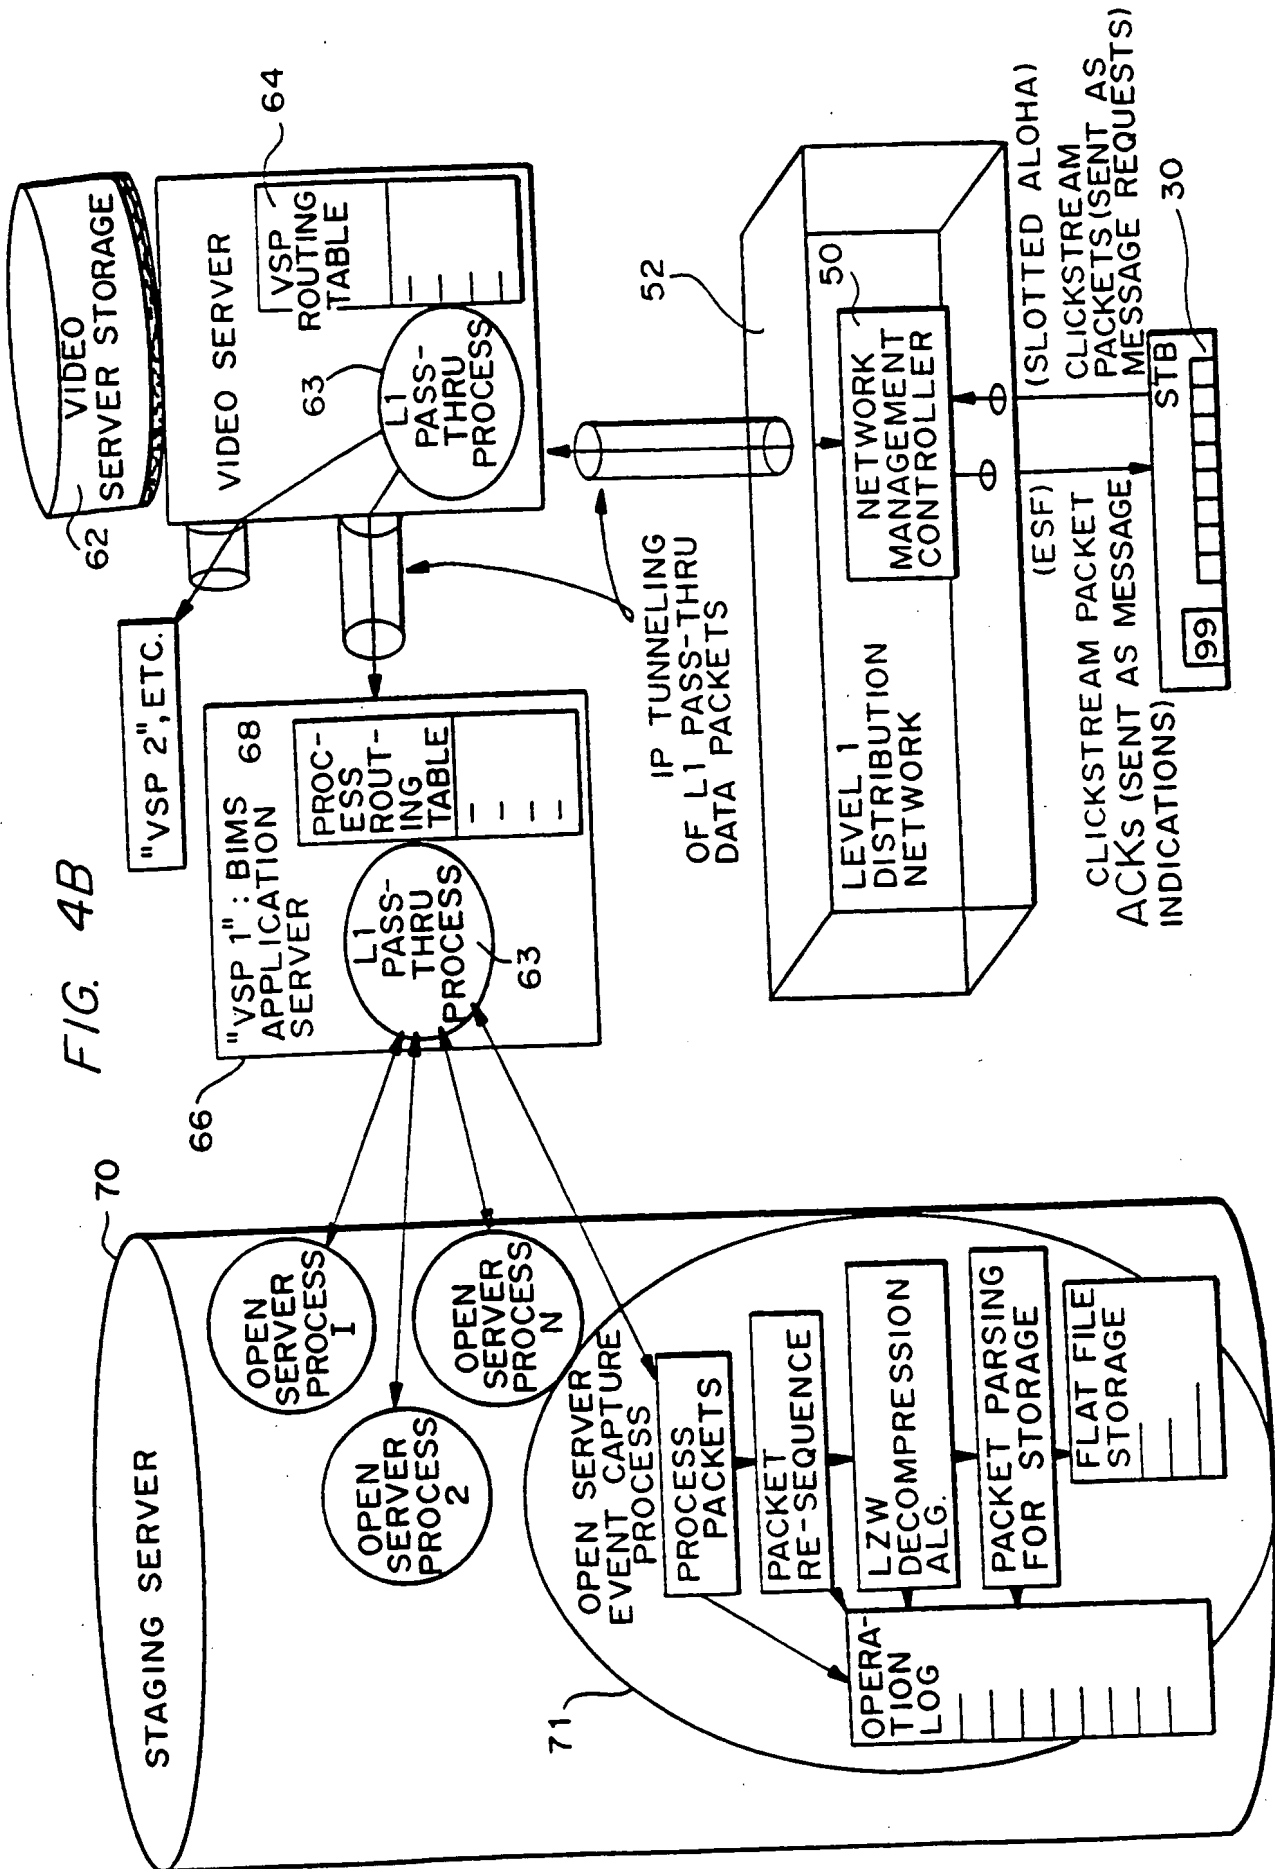 FIG. 4B
STAGING SERVER
70
OPEN
SERVER
PROCESS
I
OPEN
SERVER
PROCESS
2
OPEN
SERVER
PROCESS
N
71
OPEN SERVER
EVENT CAPTURE
PROCESS
PROCESS
PACKETS
PACKET
RE-SEQUENCE
LZW
DECOMPRESSION
ALG.
PACKET PARSING
FOR STORAGE
FLAT FILE
STORAGE
OPERA-
TION
LOG
66
"VSP 1" : BIMS
APPLICATION
SERVER
68
L1
PASS-
THRU
PROCESS
63
PROC-
ESS
ROUT-
ING
TABLE
"VSP 2", ETC.
62
VIDEO
SERVER STORAGE
VIDEO SERVER
64
VSP
ROUTING
TABLE
63
L1
PASS-
THRU
PROCESS
IP TUNNELING
OF L1 PASS-THRU
DATA PACKETS
52
LEVEL 1
DISTRIBUTION
NETWORK
50
NETWORK
MANAGEMENT
CONTROLLER
(ESF)
CLICKSTREAM PACKET
ACKS (SENT AS MESSAGE
INDICATIONS)
(SLOTTED ALOHA)
CLICKSTREAM
PACKETS (SENT AS
MESSAGE REQUESTS)
STB
30
99